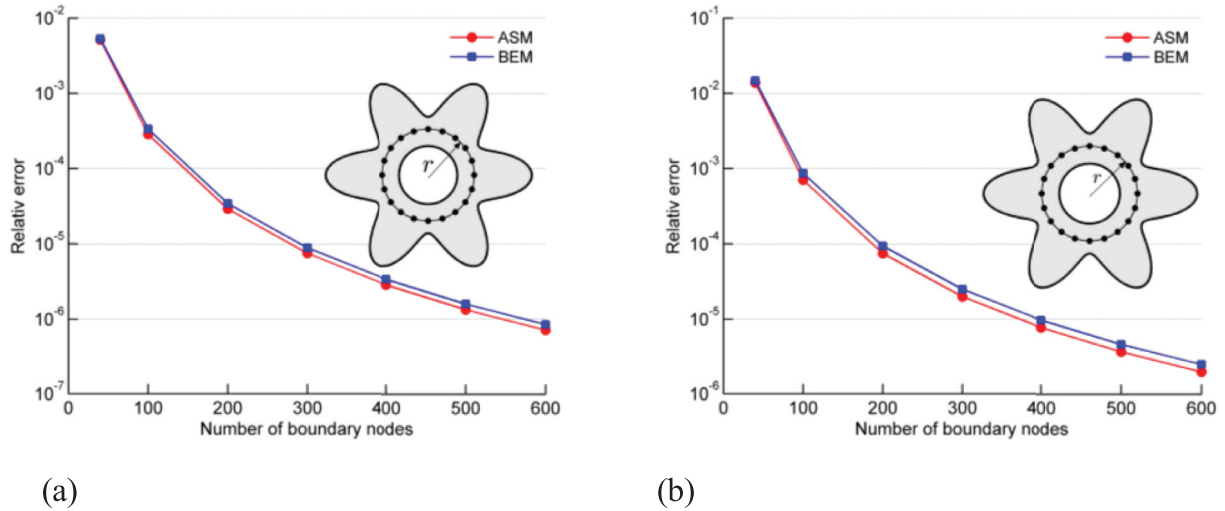 10^-2
10^-3
10^-4
10^-5
10^-6
10^-7
Relative error
0 100 200 300 400 500 600
Number of boundary nodes
ASM
BEM
r
(a)
10^-1
10^-2
10^-3
10^-4
10^-5
10^-6
Relativ error
0 100 200 300 400 500 600
Number of boundary nodes
ASM
BEM
r
(b)